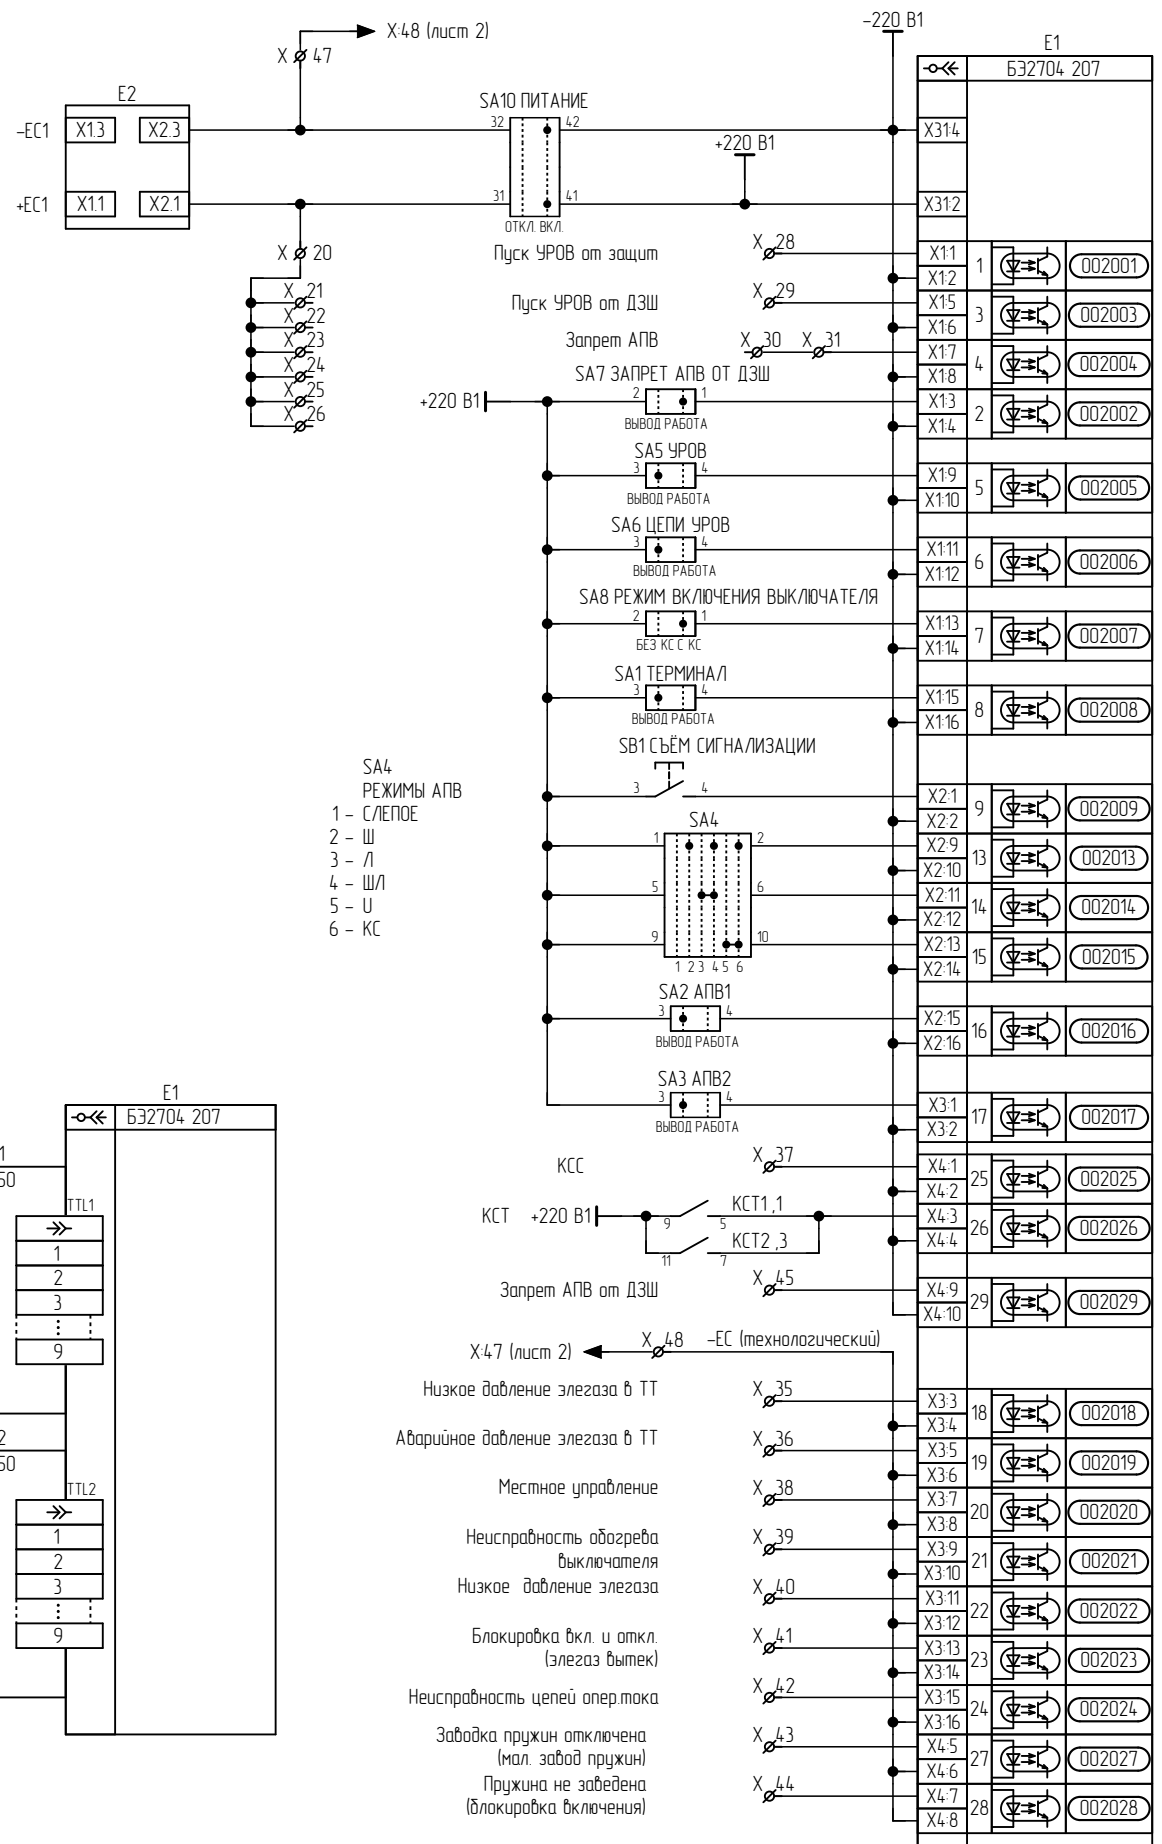 X:48 (лист 2)
–220 В1
X 47
E1
БЭ2704 207
E2
SA10 ПИТАНИЕ
–EC1 X1.3 X2.3 32 42 X31:4
+220 В1
+EC1 X1.1 X2.1 31 41 X31:2
ОТКЛ. ВКЛ.
X 20
Пуск УРОВ от защит X 28 X1:1 1 002001
X1:2
X 21
Пуск УРОВ от ДЗШ X 29 X1:5 3 002003
X 22
X1:6
X 23
Запрет АПВ X 30 X 31 X1:7 4 002004
X 24
X1:8
SA7 ЗАПРЕТ АПВ ОТ ДЗШ
X 25
+220 В1 2 1 X1:3 2 002002
X 26
ВЫВОД РАБОТА X1:4
SA5 УРОВ
3 4 X1:9 5 002005
ВЫВОД РАБОТА X1:10
SA6 ЦЕПИ УРОВ
3 4 X1:11 6 002006
ВЫВОД РАБОТА X1:12
SA8 РЕЖИМ ВКЛЮЧЕНИЯ ВЫКЛЮЧАТЕЛЯ
2 1 X1:13 7 002007
БЕЗ КС С КС X1:14
SA1 ТЕРМИНАЛ
3 4 X1:15 8 002008
ВЫВОД РАБОТА X1:16
SB1 СЪЁМ СИГНАЛИЗАЦИИ
3 4 X2:1 9 002009
X2:2
SA4
РЕЖИМЫ АПВ
1 – СЛЕПОЕ
2 – Ш
3 – Л
4 – ШЛ
5 – U
6 – КС
SA4
1 2 X2:9 13 002013
X2:10
5 6 X2:11 14 002014
X2:12
9 10 X2:13 15 002015
1 2 3 4 5 6 X2:14
SA2 АПВ1
3 4 X2:15 16 002016
ВЫВОД РАБОТА X2:16
SA3 АПВ2
3 4 X3:1 17 002017
ВЫВОД РАБОТА X3:2
КСС X 37 X4:1 25 002025
X4:2
КСТ +220 В1 9 5 КСТ1 ,1 X4:3 26 002026
11 7 КСТ2 ,3 X4:4
Запрет АПВ от ДЗШ X 45 X4:9 29 002029
X4:10
X:47 (лист 2) X 48 –EC (технологический)
Низкое давление элегаза в ТТ X 35 X3:3 18 002018
X3:4
Аварийное давление элегаза в ТТ X 36 X3:5 19 002019
X3:6
Местное управление X 38 X3:7 20 002020
X3:8
Неисправность обогрева X 39 X3:9 21 002021
выключателя X3:10
Низкое давление элегаза X 40 X3:11 22 002022
X3:12
Блокировка вкл. и откл. X 41 X3:13 23 002023
(элегаз вытек) X3:14
Неисправность цепей опер.тока X 42 X3:15 24 002024
X3:16
Заводка пружин отключена X 43 X4:5 27 002027
(мал. завод пружин) X4:6
Пружина не заведена X 44 X4:7 28 002028
(блокировка включения) X4:8
E1
БЭ2704 207
1
50
TTL1
1
2
3
9
2
50
TTL2
1
2
3
9